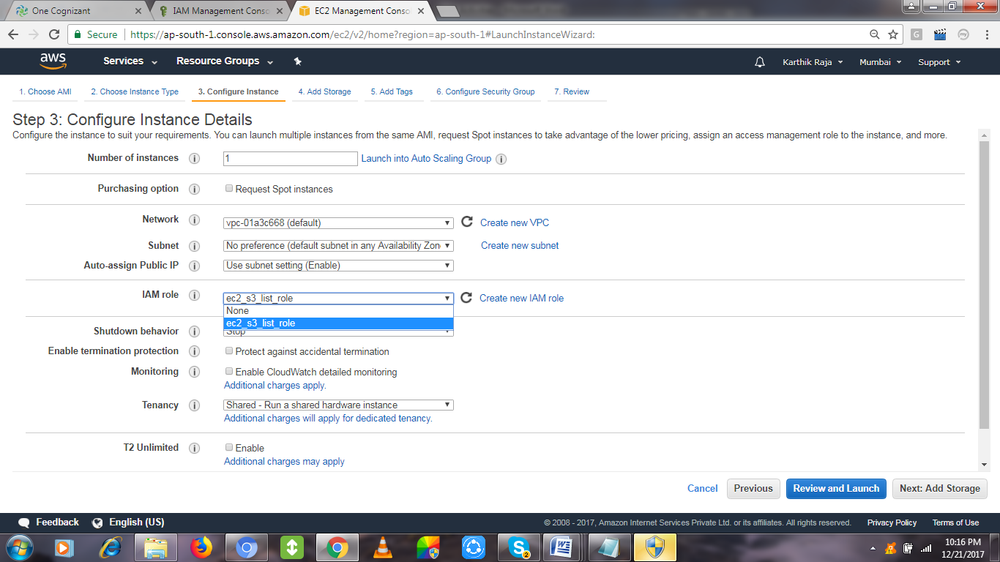 One Cognizant
IAM Management Conso
EC2 Management Conso
Secure
https://ap-south-1.console.aws.amazon.com/ec2/v2/home?region=ap-south-1#LaunchInstanceWizard:
G
aws
Services
Resource Groups
Karthik Raja
Mumbai
Support
1. Choose AMI
2. Choose Instance Type
3. Configure Instance
4. Add Storage
5. Add Tags
6. Configure Security Group
7. Review
Step 3: Configure Instance Details
Configure the instance to suit your requirements. You can launch multiple instances from the same AMI, request Spot instances to take advantage of the lower pricing, assign an access management role to the instance, and more.
Number of instances
1
Launch into Auto Scaling Group
Purchasing option
Request Spot instances
Network
vpc-01a3c668 (default)
Create new VPC
Subnet
No preference (default subnet in any Availability Zon
Create new subnet
Auto-assign Public IP
Use subnet setting (Enable)
IAM role
ec2_s3_list_role
Create new IAM role
None
ec2_s3_list_role
Shutdown behavior
Stop
Enable termination protection
Protect against accidental termination
Monitoring
Enable CloudWatch detailed monitoring
Additional charges apply.
Tenancy
Shared - Run a shared hardware instance
Additional charges will apply for dedicated tenancy.
T2 Unlimited
Enable
Additional charges may apply
Cancel
Previous
Review and Launch
Next: Add Storage
Feedback
English (US)
© 2008 - 2017, Amazon Internet Services Private Ltd. or its affiliates. All rights reserved.
Privacy Policy
Terms of Use
2
10:16 PM
12/21/2017